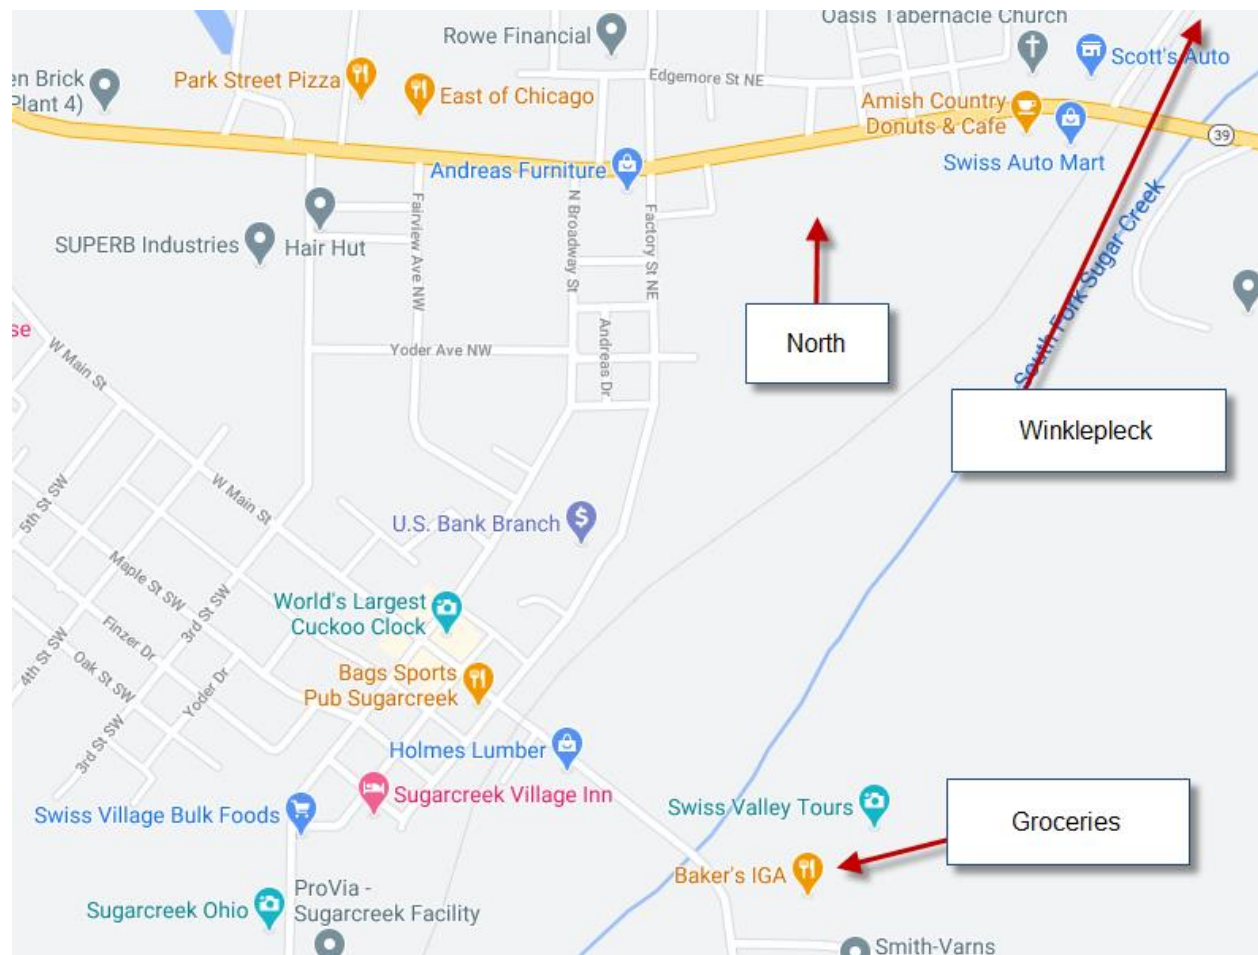 Oasis Tabernacle Church
Rowe Financial
Scott's Auto
en Brick
Plant 4)
Park Street Pizza
East of Chicago
Edgemore St NE
Amish Country
Donuts & Cafe
39
Swiss Auto Mart
Andreas Furniture
SUPERB Industries
Hair Hut
Fairview Ave NW
N Broadway St
Factory St NE
South Fork Sugar Creek
North
se
W Main St
Yoder Ave NW
Andreas Dr
Winklepleck
5th St SW
W Main St
U.S. Bank Branch
Maple St SW
3rd St SW
World's Largest
Cuckoo Clock
Finzer Dr
4th St SW
Oak St SW
Yoder Dr
Bags Sports
Pub Sugarcreek
3rd St SW
Holmes Lumber
Sugarcreek Village Inn
Swiss Village Bulk Foods
Swiss Valley Tours
Groceries
Baker's IGA
Sugarcreek Ohio
ProVia -
Sugarcreek Facility
Smith-Varns